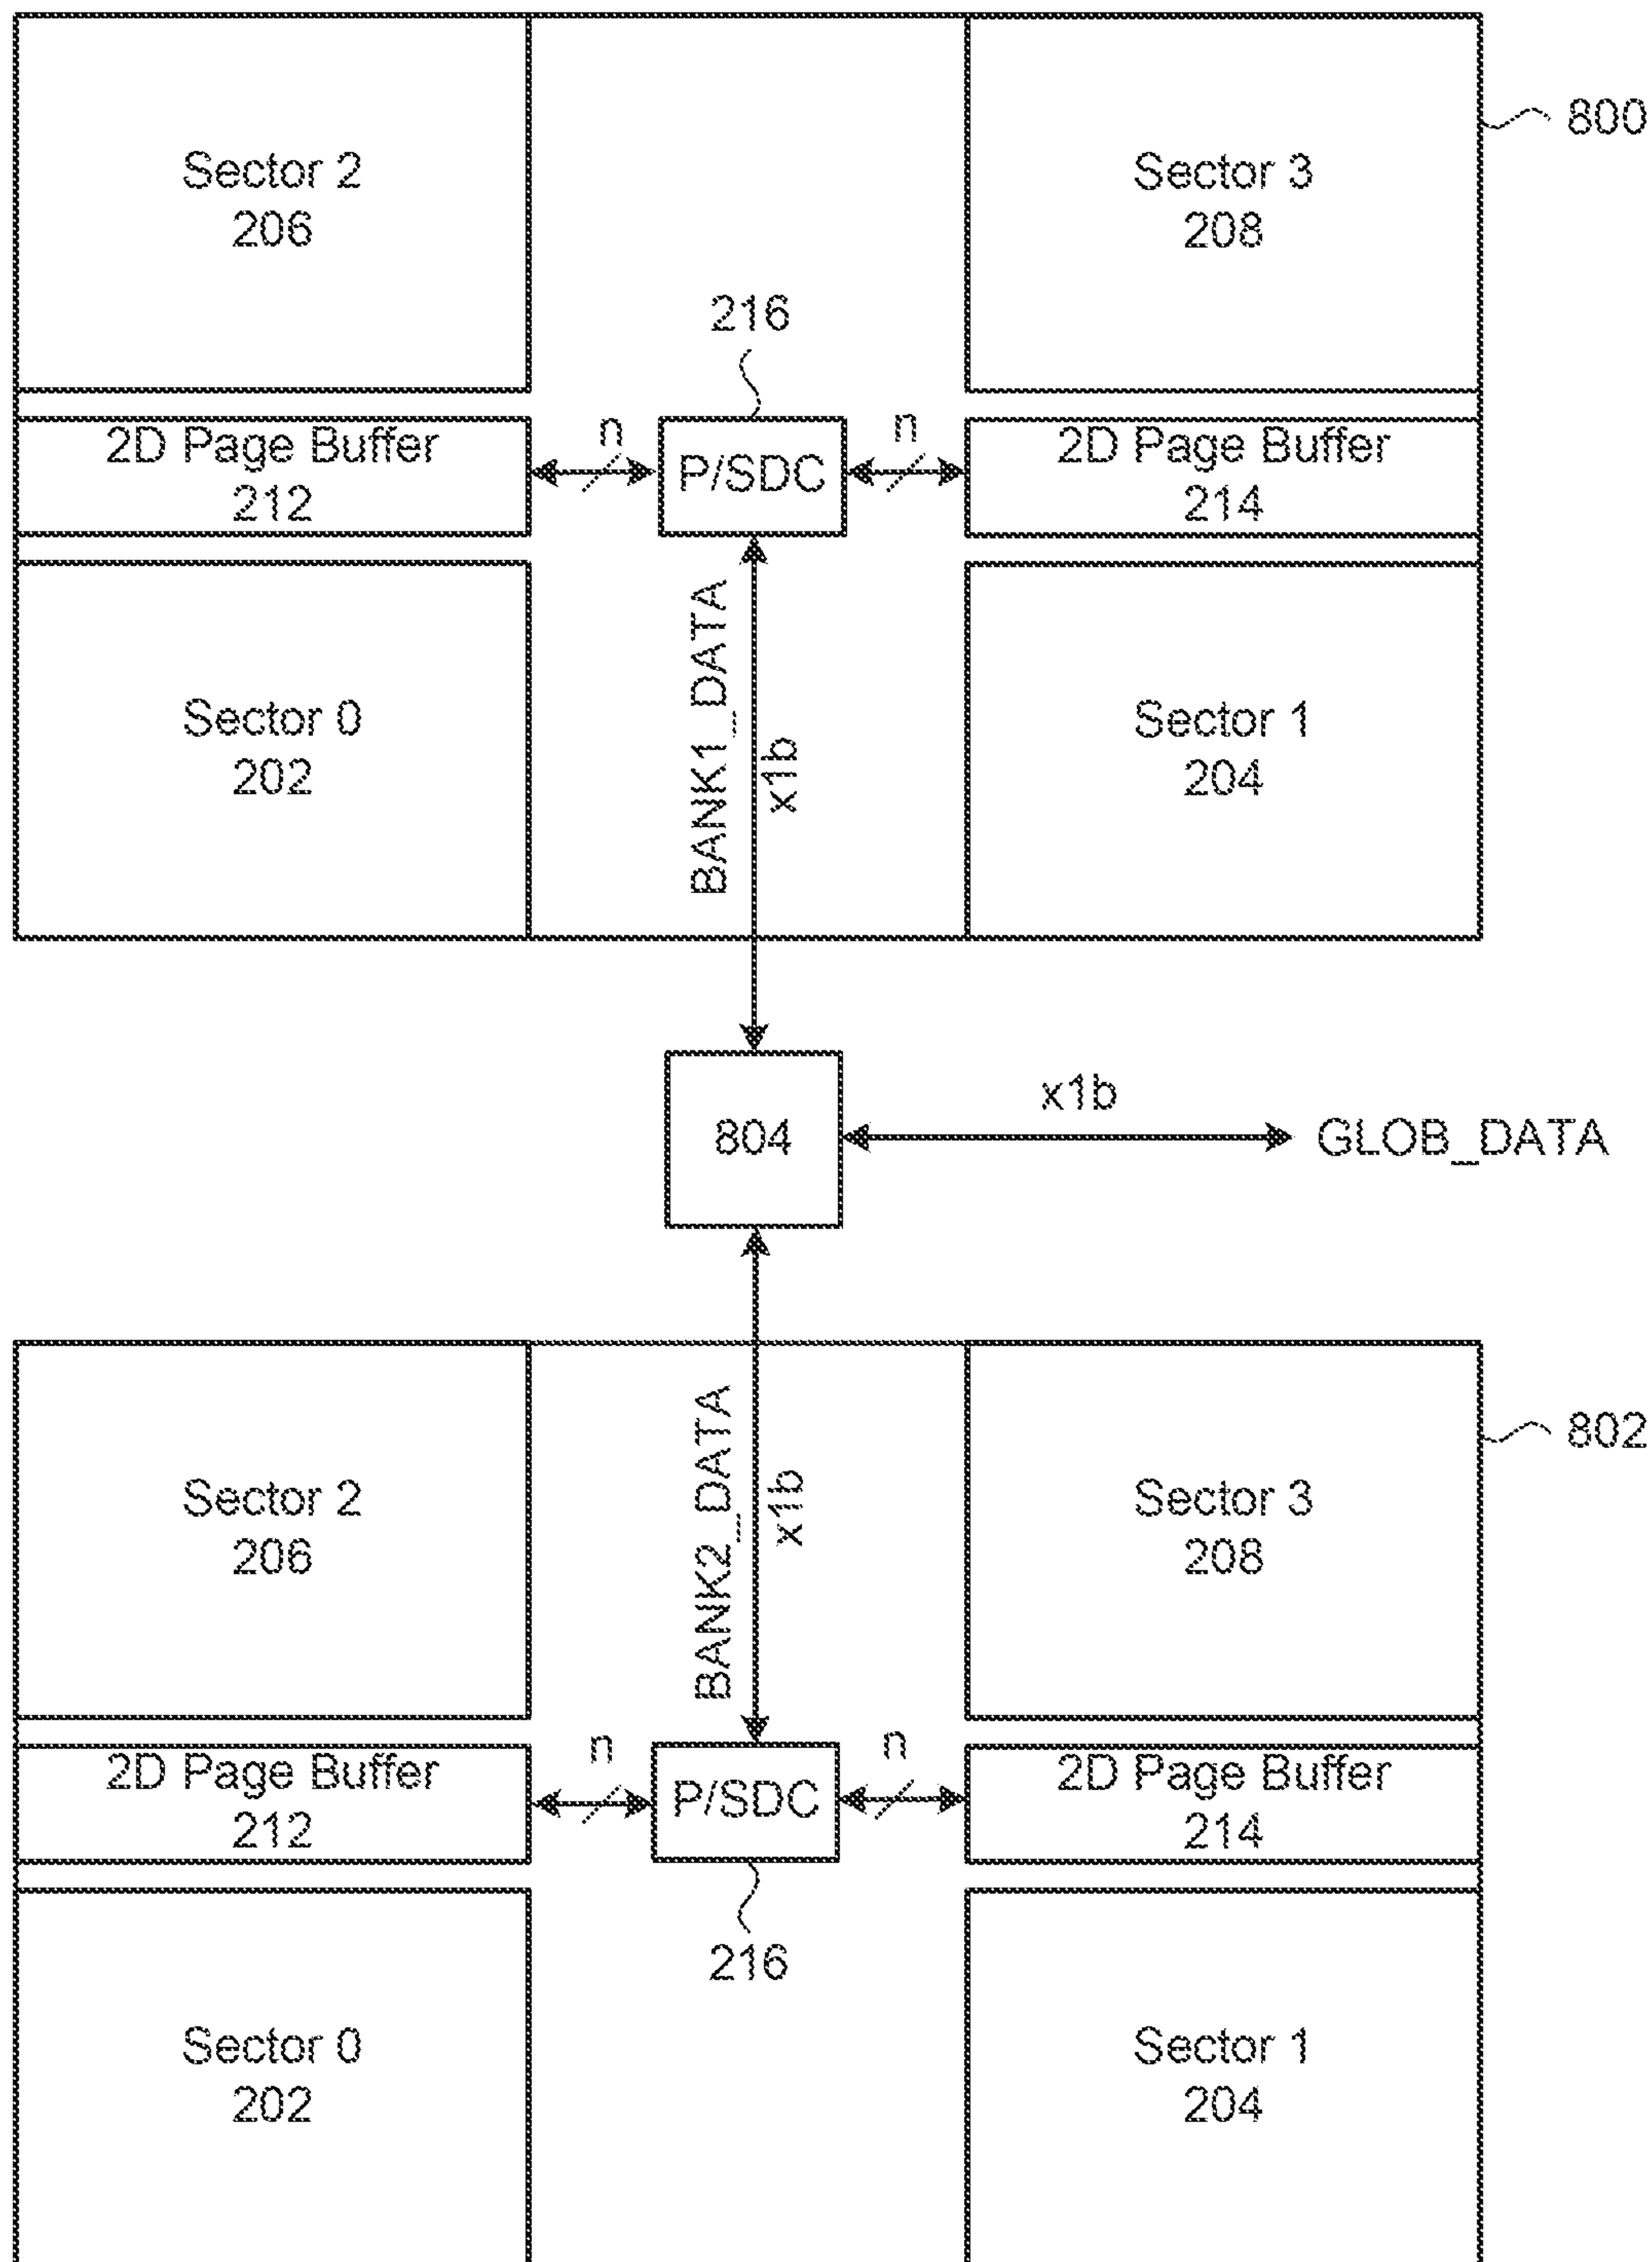 800
Sector 2
206
Sector 3
208
216
2D Page Buffer
212
n
P/SDC
n
2D Page Buffer
214
BANK1_DATA
x1b
Sector 0
202
Sector 1
204
804
x1b
GLOB_DATA
802
Sector 2
206
BANK2_DATA
x1b
Sector 3
208
2D Page Buffer
212
n
P/SDC
n
2D Page Buffer
214
216
Sector 0
202
Sector 1
204